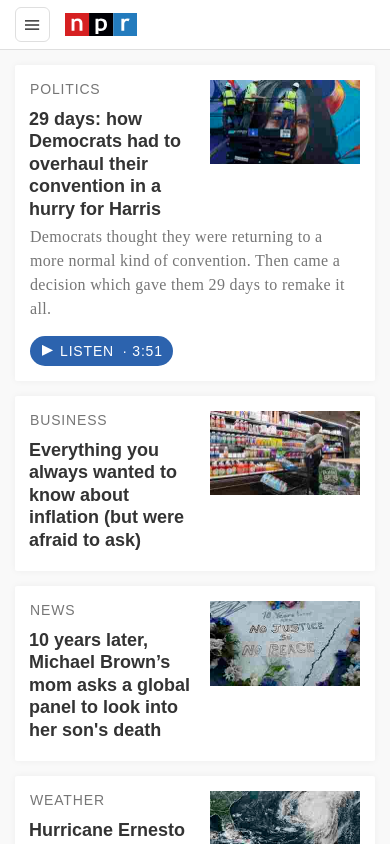 npr
POLITICS
29 days: how
Democrats had to
overhaul their
convention in a
hurry for Harris
Democrats thought they were returning to a
more normal kind of convention. Then came a
decision which gave them 29 days to remake it
all.
LISTEN · 3:51
BUSINESS
Everything you
always wanted to
know about
inflation (but were
afraid to ask)
NEWS
10 years later,
Michael Brown’s
mom asks a global
panel to look into
her son's death
10 Years Later
NO JUSTICE
SO
NO PEACE
WEATHER
Hurricane Ernesto